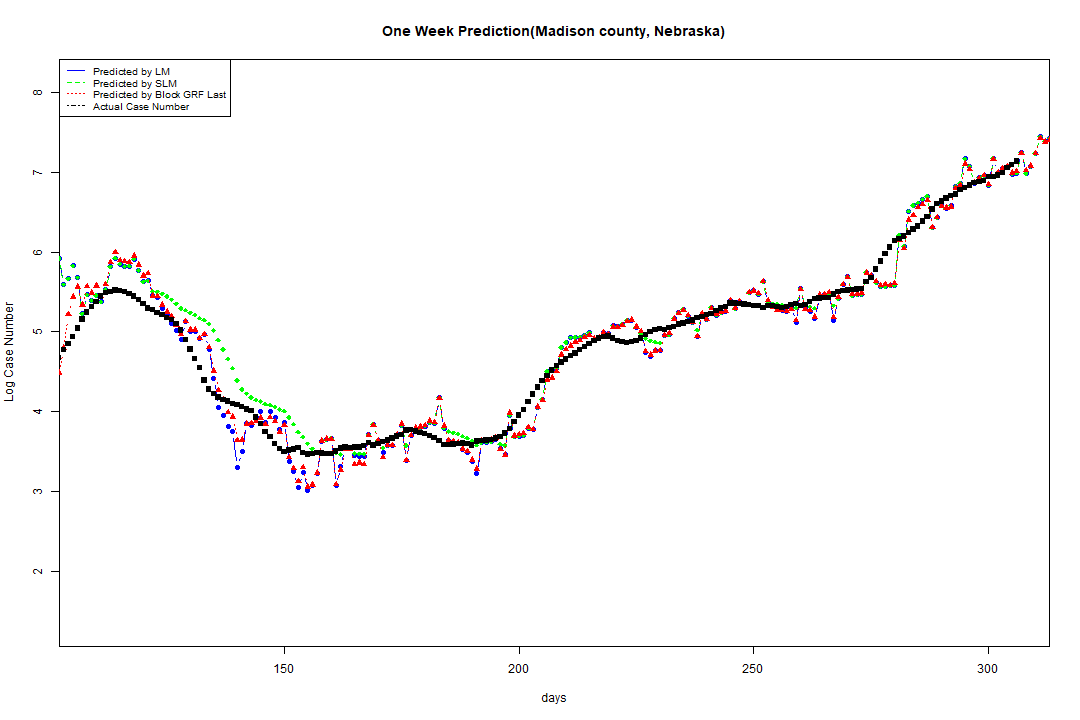 One Week Prediction(Madison county, Nebraska)
Predicted by LM
Predicted by SLM
Predicted by Block GRF Last
Actual Case Number
Log Case Number
8
7
6
5
4
3
2
150 200 250 300
days